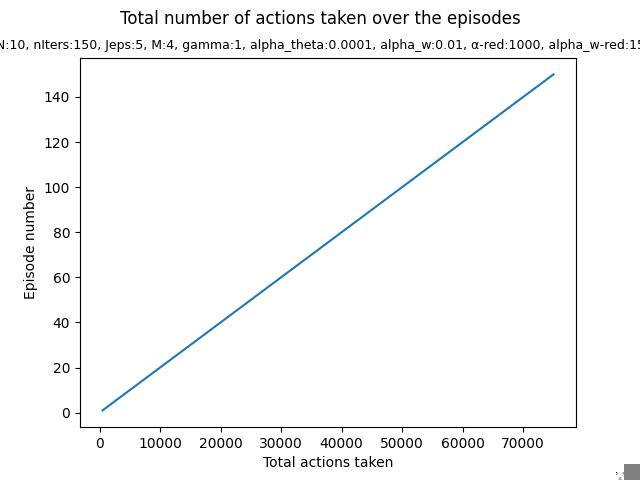 Total number of actions taken over the episodes
N:10, nIters:150, Jeps:5, M:4, gamma:1, alpha_theta:0.0001, alpha_w:0.01, α-red:1000, alpha_w-red:15
140
120
100
80
60
40
20
0
Episode number
0 10000 20000 30000 40000 50000 60000 70000
Total actions taken